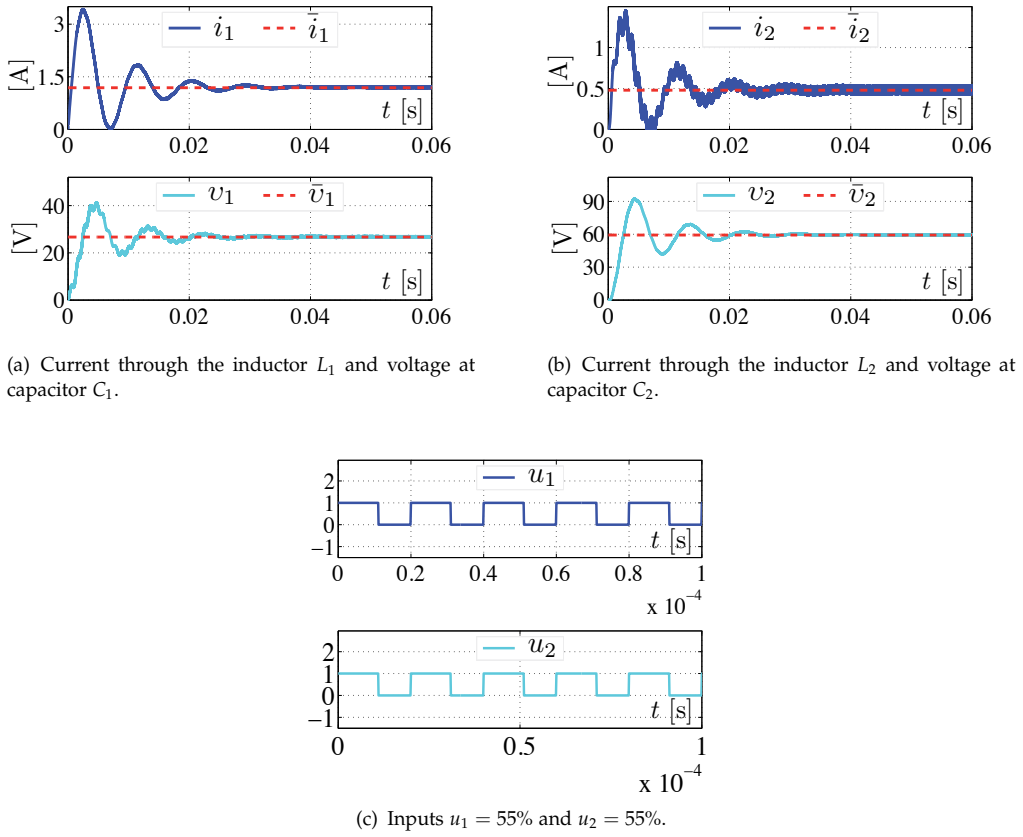 i₁ ī₁
[A]
3
1.5
0
t [s]
0 0.02 0.04 0.06
v₁ v̄₁
[V]
40
20
0
t [s]
0 0.02 0.04 0.06
(a) Current through the inductor L₁ and voltage at
capacitor C₁.
i₂ ī₂
[A]
1
0.5
0
t [s]
0 0.02 0.04 0.06
v₂ v̄₂
[V]
90
60
30
0
t [s]
0 0.02 0.04 0.06
(b) Current through the inductor L₂ and voltage at
capacitor C₂.
u₁
2
1
0
−1
t [s]
0 0.2 0.4 0.6 0.8 1
x 10⁻⁴
u₂
2
1
0
−1
t [s]
0 0.5 1
x 10⁻⁴
(c) Inputs u₁ = 55% and u₂ = 55%.